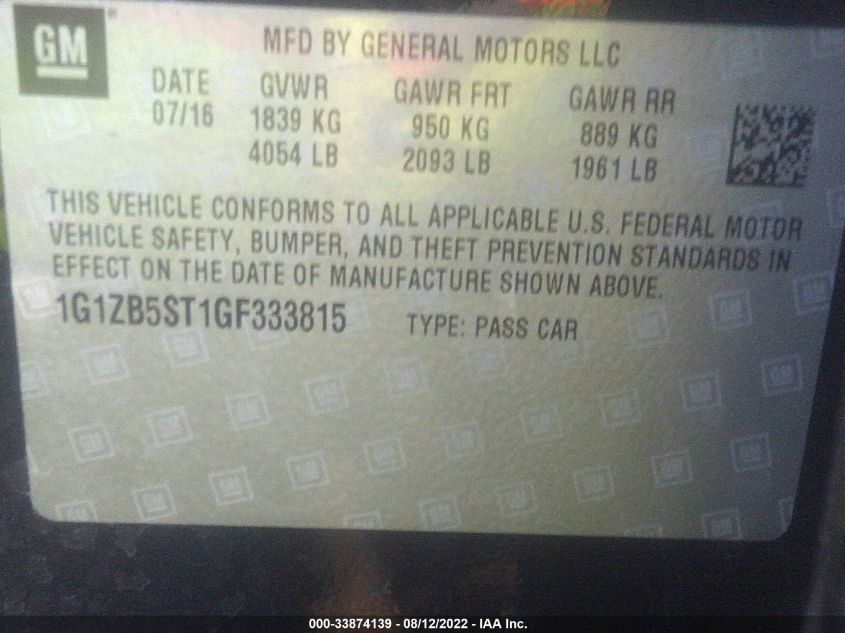 GM
MFD BY GENERAL MOTORS LLC
DATE GVWR GAWR FRT GAWR RR
07/16 1839 KG 950 KG 889 KG
4054 LB 2093 LB 1961 LB
THIS VEHICLE CONFORMS TO ALL APPLICABLE U.S. FEDERAL MOTOR
VEHICLE SAFETY, BUMPER, AND THEFT PREVENTION STANDARDS IN
EFFECT ON THE DATE OF MANUFACTURE SHOWN ABOVE.
1G1ZB5ST1GF333815 TYPE: PASS CAR
000-33874139 - 08/12/2022 - IAA Inc.